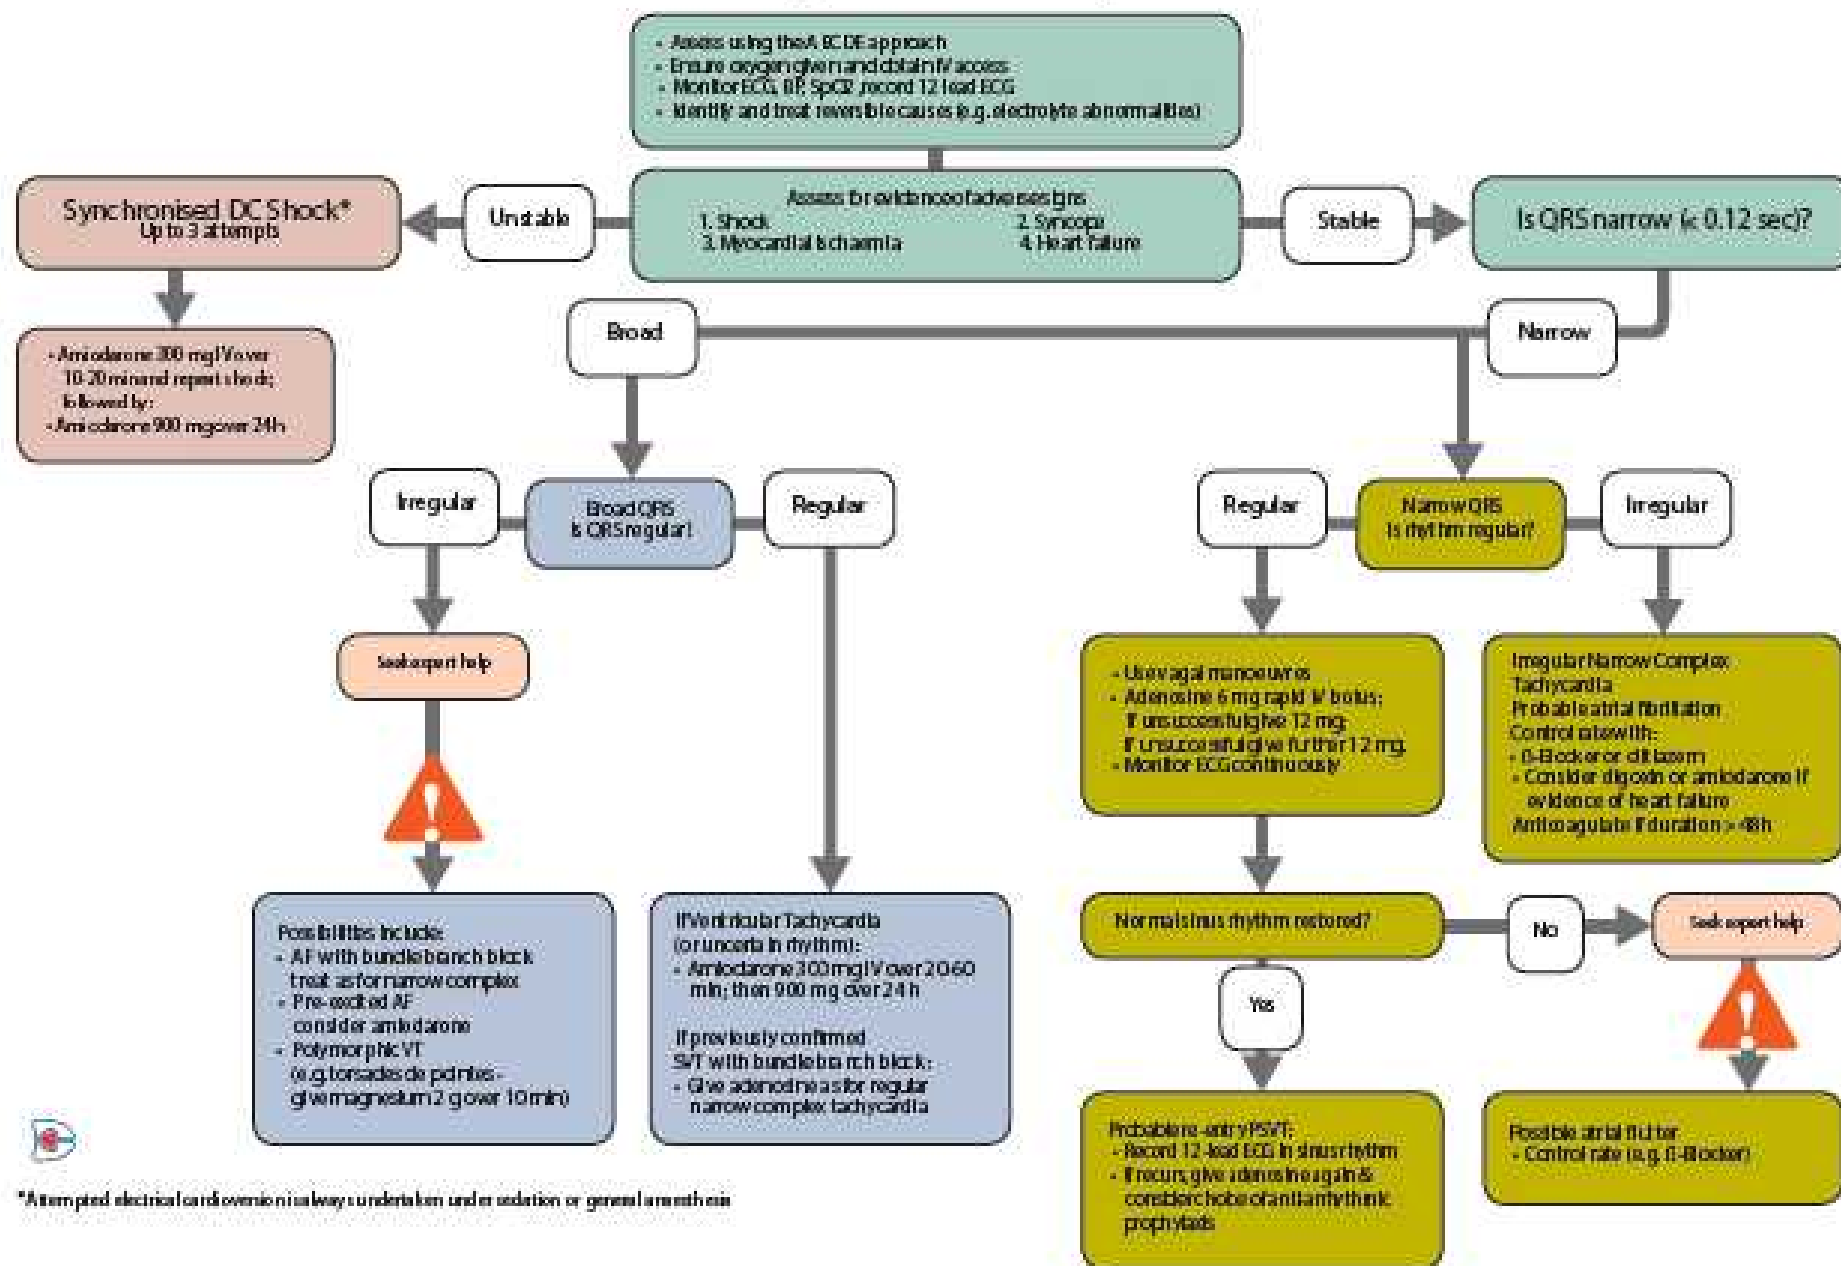 - Assess using the ABCDE approach
- Ensure oxygen given and obtain IV access
- Monitor ECG, BP, SpO2, record 12 lead ECG
- Identify and treat reversible causes (e.g. electrolyte abnormalities)
Synchronised DC Shock*
Up to 3 attempts
Unstable
Assess for evidence of adverse signs
1. Shock
2. Syncope
3. Myocardial Ischaemia
4. Heart failure
Stable
Is QRS narrow (< 0.12 sec)?
- Amiodarone 300 mg IV over
10-20 min and repeat shock;
followed by:
- Amiodarone 900 mg over 24 h
Broad
Narrow
Irregular
Broad QRS
Is QRS regular?
Regular
Regular
Narrow QRS
Is rhythm regular?
Irregular
Seek expert help
!
Possibilities include:
- AF with bundle branch block
treat as for narrow complex
- Pre-excited AF
consider amiodarone
- Polymorphic VT
(e.g. torsades de pointes -
give magnesium 2 g over 10 min)
If Ventricular Tachycardia
(or uncertain rhythm):
- Amiodarone 300 mg IV over 20-60
min; then 900 mg over 24 h
If previously confirmed
SVT with bundle branch block:
- Give adenosine as for regular
narrow complex tachycardia
- Use vagal manoeuvres
- Adenosine 6 mg rapid IV bolus;
if unsuccessful give 12 mg;
if unsuccessful give further 12 mg.
- Monitor ECG continuously
Irregular Narrow Complex
Tachycardia
Probable atrial fibrillation
Control rate with:
- ß-Blocker or diltiazem
- Consider digoxin or amiodarone if
evidence of heart failure
Anticoagulate if duration > 48 h
Normal sinus rhythm restored?
No
Seek expert help
Yes
!
Probable re-entry PSVT:
- Record 12-lead ECG in sinus rhythm
- If recurs, give adenosine again &
consider choice of anti-arrhythmic
prophylaxis
Possible atrial flutter
- Control rate (e.g. ß-Blocker)
*Attempted electrical cardioversion is always undertaken under sedation or general anaesthesia